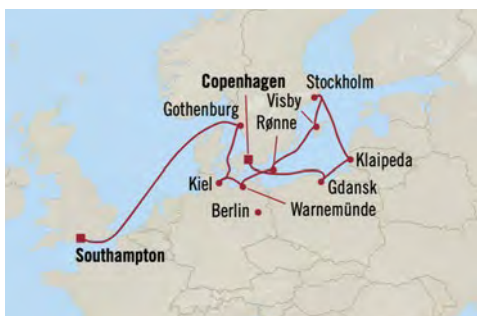 Copenhagen
Stockholm
Visby
Gothenburg
Rønne
Klaipeda
Kiel
Gdansk
Berlin
Warnemünde
Southampton